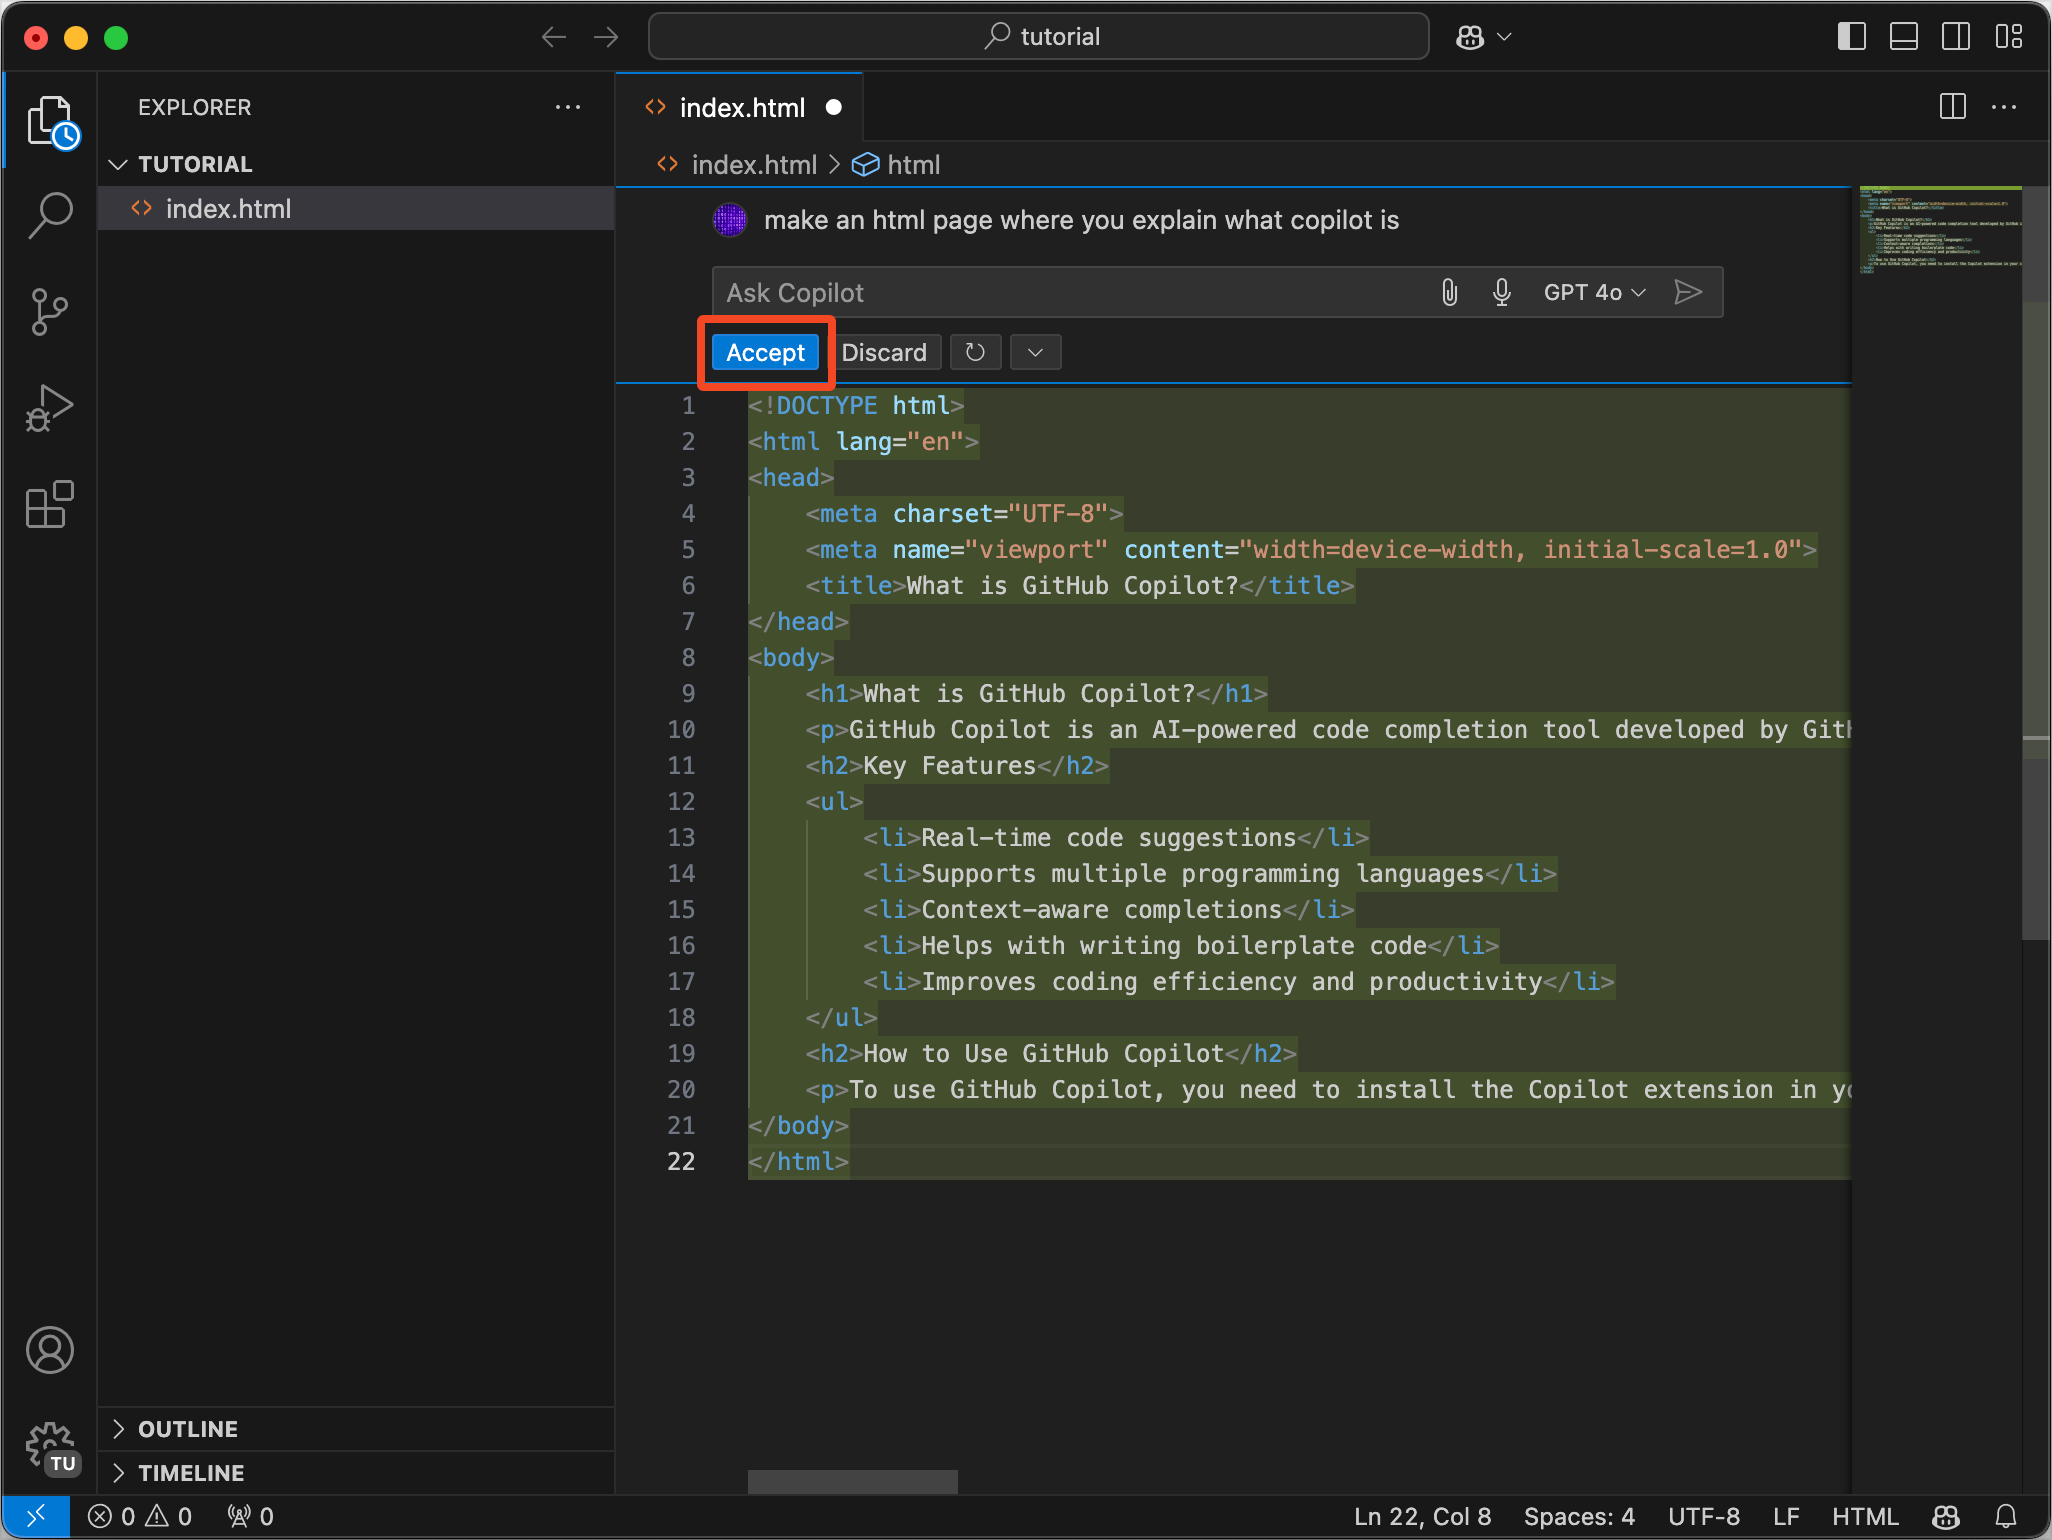 tutorial
EXPLORER
TUTORIAL
index.html
OUTLINE
TIMELINE
index.html
index.html > html
make an html page where you explain what copilot is
Ask Copilot
GPT 4o
Accept
Discard
1 <!DOCTYPE html>
2 <html lang="en">
3 <head>
4     <meta charset="UTF-8">
5     <meta name="viewport" content="width=device-width, initial-scale=1.0">
6     <title>What is GitHub Copilot?</title>
7 </head>
8 <body>
9     <h1>What is GitHub Copilot?</h1>
10     <p>GitHub Copilot is an AI-powered code completion tool developed by Git
11     <h2>Key Features</h2>
12     <ul>
13         <li>Real-time code suggestions</li>
14         <li>Supports multiple programming languages</li>
15         <li>Context-aware completions</li>
16         <li>Helps with writing boilerplate code</li>
17         <li>Improves coding efficiency and productivity</li>
18     </ul>
19     <h2>How to Use GitHub Copilot</h2>
20     <p>To use GitHub Copilot, you need to install the Copilot extension in yo
21 </body>
22 </html>
TU
0 0 0
Ln 22, Col 8
Spaces: 4
UTF-8
LF
HTML